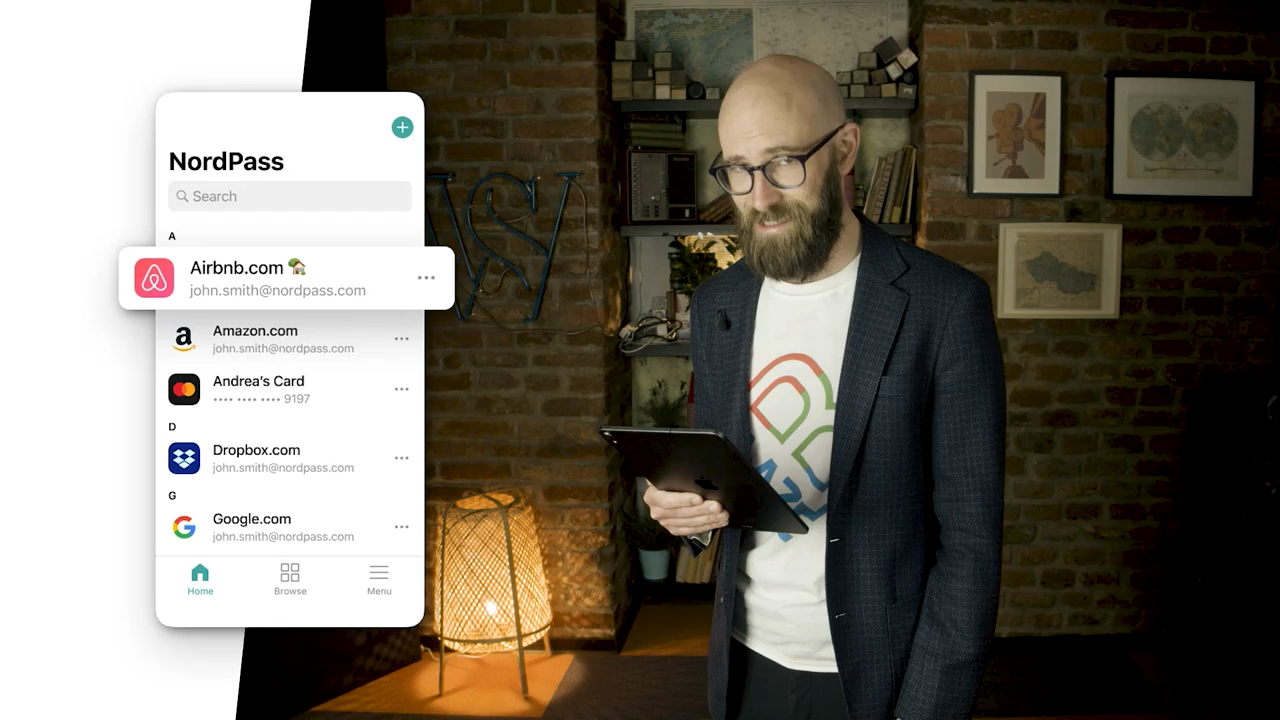 NordPass
Search
A
Airbnb.com 🏡
john.smith@nordpass.com
Amazon.com
john.smith@nordpass.com
Andrea's Card
•••• •••• •••• 9197
D
Dropbox.com
john.smith@nordpass.com
G
Google.com
john.smith@nordpass.com
Home
Browse
Menu